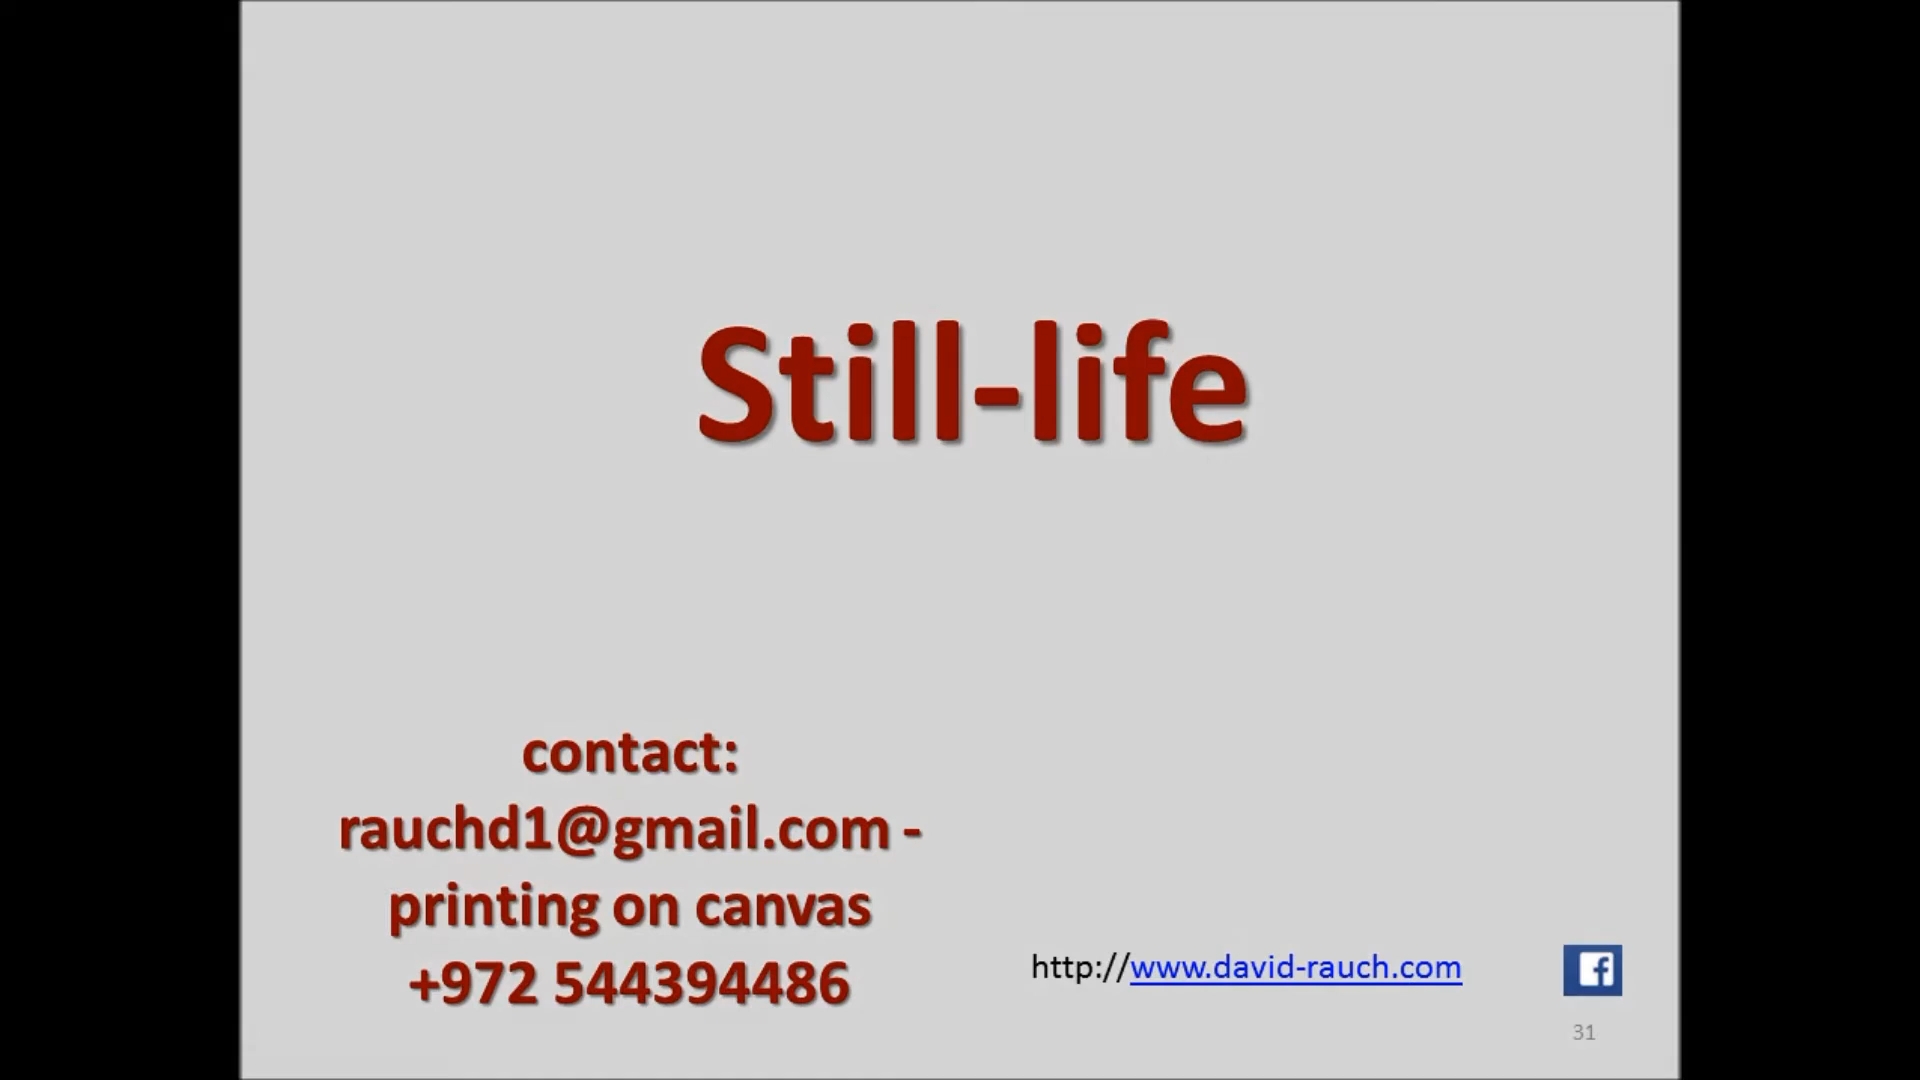 Still-life
contact:
rauchd1@gmail.com -
printing on canvas
+972 544394486
http://www.david-rauch.com
31